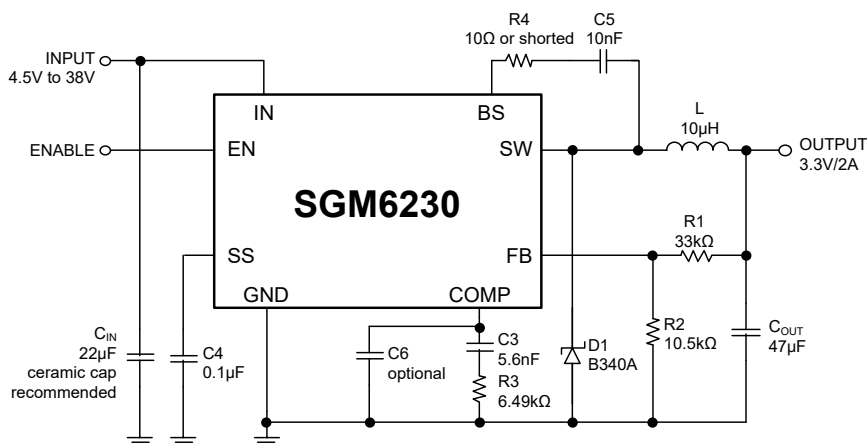 R4
10Ω or shorted
C5
10nF
INPUT
4.5V to 38V
IN
BS
L
10μH
ENABLE
EN
SW
OUTPUT
3.3V/2A
SGM6230
R1
33kΩ
SS
FB
GND
COMP
CIN
22μF
ceramic cap
recommended
C4
0.1μF
C6
optional
C3
5.6nF
R3
6.49kΩ
D1
B340A
R2
10.5kΩ
COUT
47μF